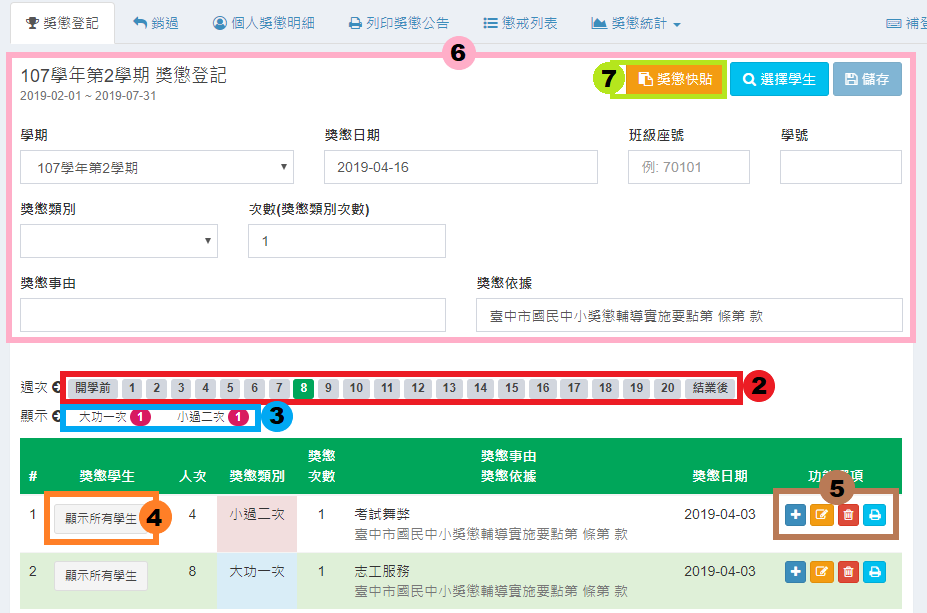 獎懲登記 銷過 個人獎懲明細 列印獎懲公告 懲戒列表 獎懲統計 補登
6
107學年第2學期 獎懲登記 7 獎懲快貼 選擇學生 儲存
2019-02-01 ~ 2019-07-31
學期 獎懲日期 班級座號 學號
107學年第2學期 2019-04-16 例: 70101
獎懲類別 次數(獎懲類別次數)
1
獎懲事由 獎懲依據
臺中市國民中小獎懲輔導實施要點第 條第 款
週次 開學前 1 2 3 4 5 6 7 8 9 10 11 12 13 14 15 16 17 18 19 20 結業後 2
顯示 大功一次 1 小過二次 1 3
獎懲 獎懲事由
# 獎懲學生 人次 獎懲類別 次數 獎懲依據 獎懲日期 功能選項
5
1 顯示所有學生 4 4 小過二次 1 考試舞弊 2019-04-03
臺中市國民中小獎懲輔導實施要點第 條第 款
2 顯示所有學生 8 大功一次 1 志工服務 2019-04-03
臺中市國民中小獎懲輔導實施要點第 條第 款